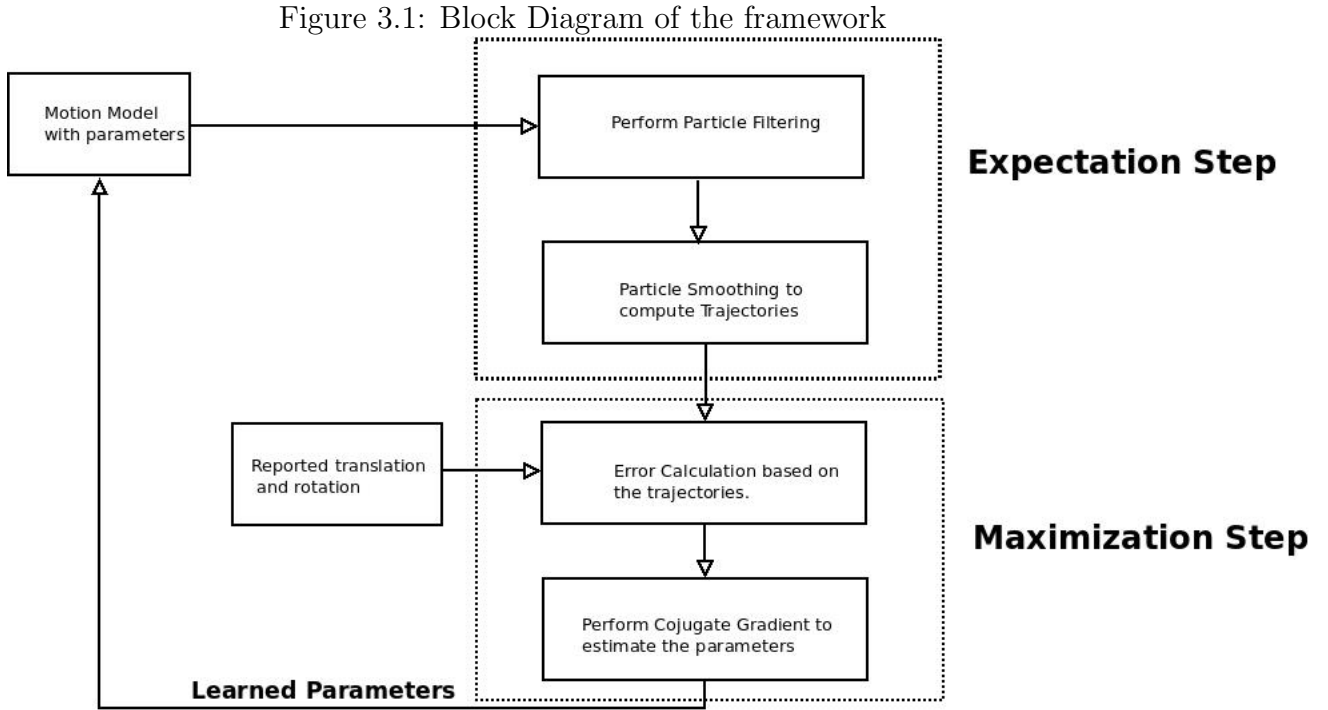 Figure 3.1: Block Diagram of the framework
Motion Model
with parameters
Perform Particle Filtering
Expectation Step
Particle Smoothing to
compute Trajectories
Reported translation
and rotation
Error Calculation based on
the trajectories.
Maximization Step
Perform Cojugate Gradient to
estimate the parameters
Learned Parameters